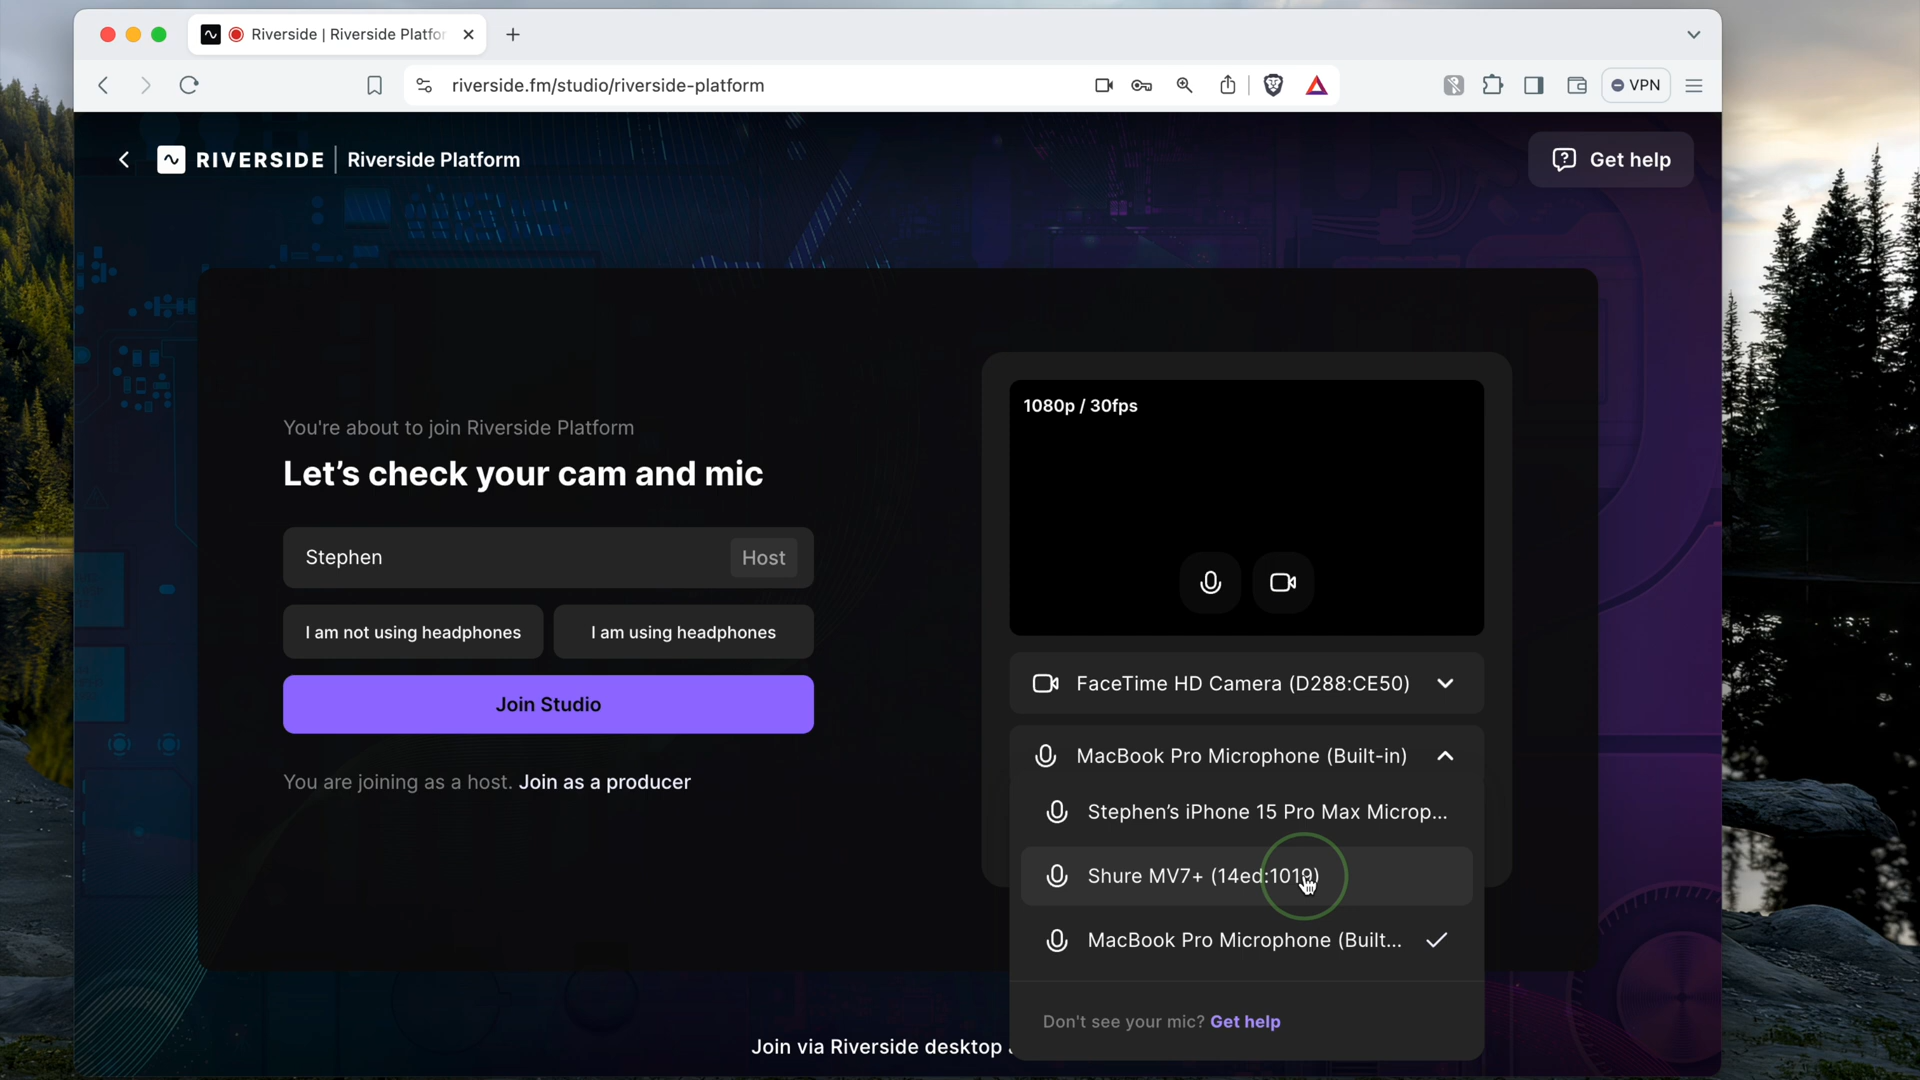 Riverside | Riverside Platfor
riverside.fm/studio/riverside-platform
VPN
RIVERSIDE | Riverside Platform
Get help
You're about to join Riverside Platform
Let's check your cam and mic
Stephen
Host
I am not using headphones
I am using headphones
Join Studio
You are joining as a host. Join as a producer
1080p / 30fps
FaceTime HD Camera (D288:CE50)
MacBook Pro Microphone (Built-in)
Stephen's iPhone 15 Pro Max Microp...
Shure MV7+ (14ed:1019)
MacBook Pro Microphone (Built...
Don't see your mic? Get help
Join via Riverside desktop